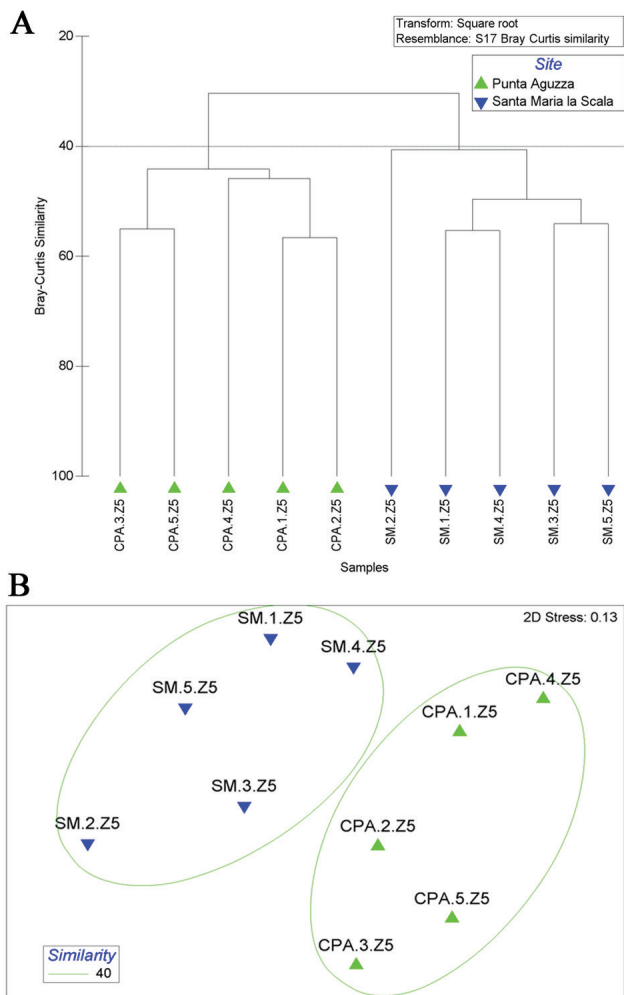 A
Transform: Square root
Resemblance: S17 Bray Curtis similarity
Site
Punta Aguzza
Santa Maria la Scala
20
40
60
80
100
Bray-Curtis Similarity
CPA.3.Z5
CPA.5.Z5
CPA.4.Z5
CPA.1.Z5
CPA.2.Z5
SM.2.Z5
SM.1.Z5
SM.4.Z5
SM.3.Z5
SM.5.Z5
Samples
B
2D Stress: 0.13
SM.1.Z5
SM.4.Z5
CPA.4.Z5
SM.5.Z5
CPA.1.Z5
SM.3.Z5
SM.2.Z5
CPA.2.Z5
CPA.5.Z5
CPA.3.Z5
Similarity
40